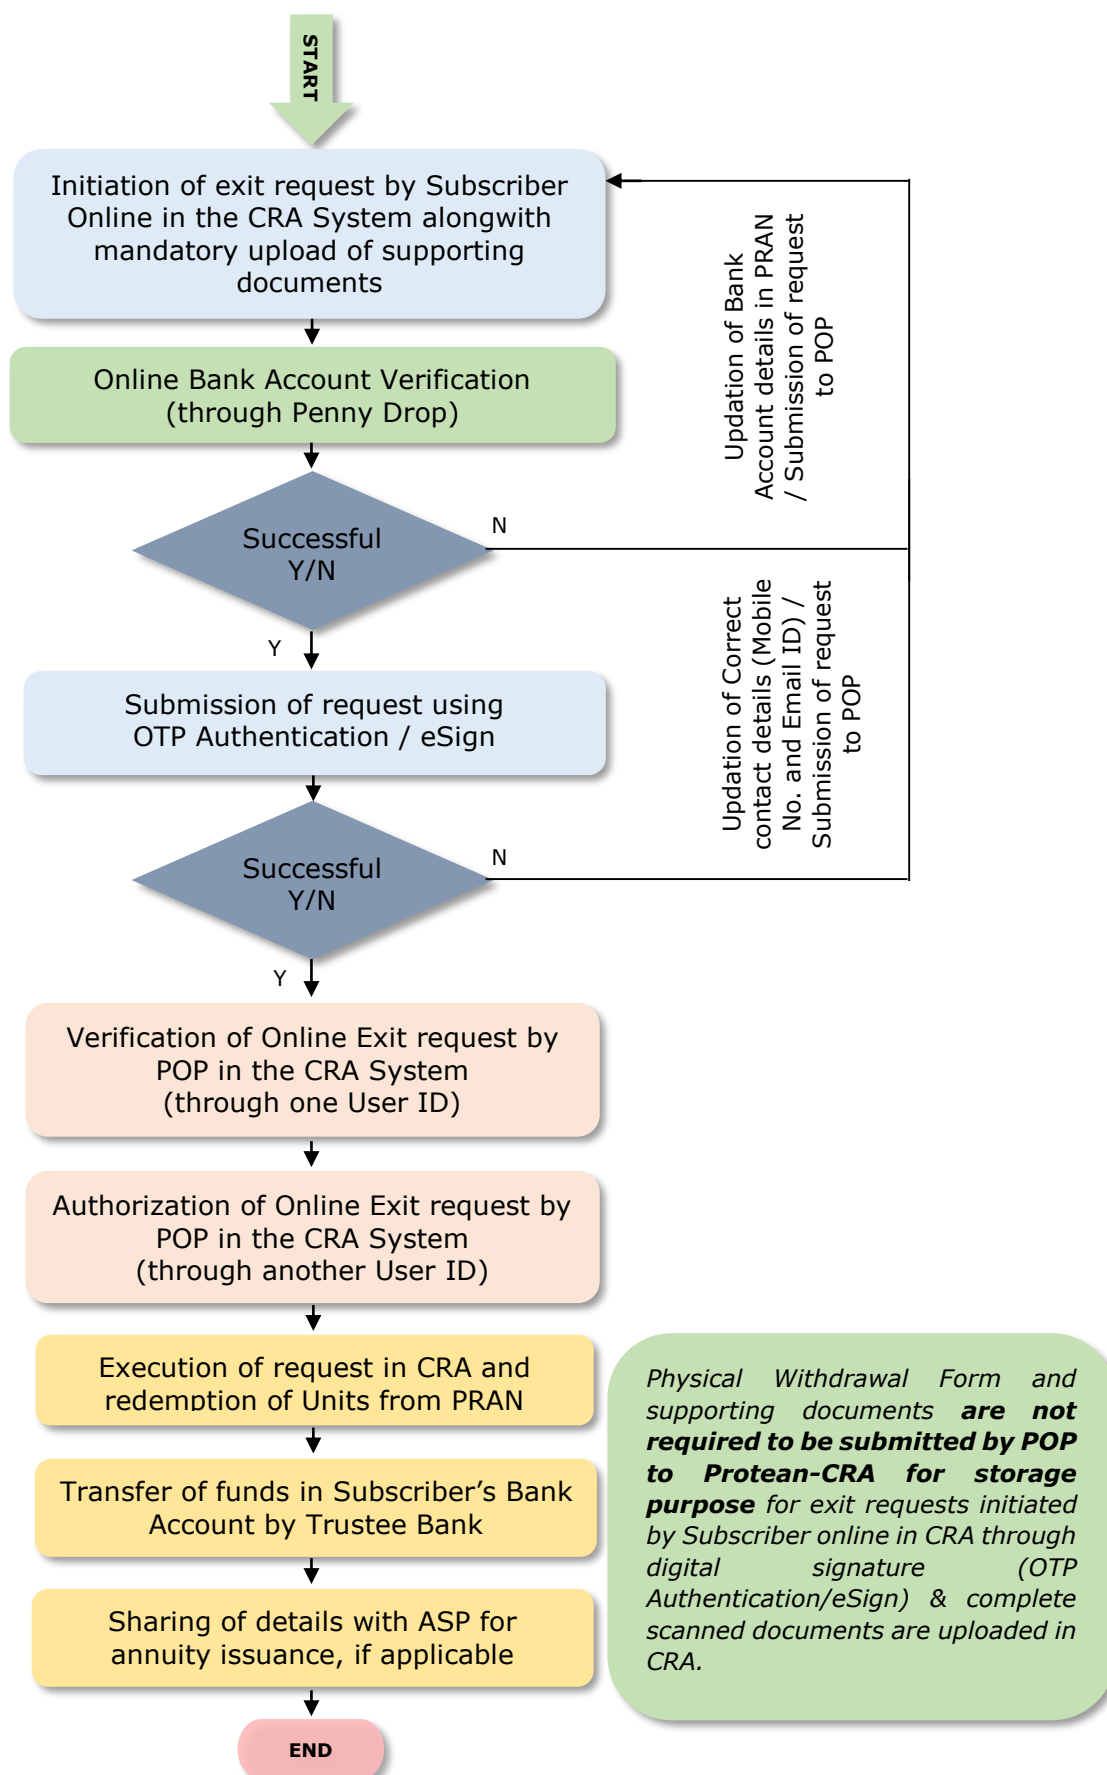 START
Initiation of exit request by Subscriber
Online in the CRA System alongwith
mandatory upload of supporting
documents
Updation of Bank
Account details in PRAN
/ Submission of request
to POP
Online Bank Account Verification
(through Penny Drop)
Successful
Y/N
N
Y
Updation of Correct
contact details (Mobile
No. and Email ID) /
Submission of request
to POP
Submission of request using
OTP Authentication / eSign
Successful
Y/N
N
Y
Verification of Online Exit request by
POP in the CRA System
(through one User ID)
Authorization of Online Exit request by
POP in the CRA System
(through another User ID)
Execution of request in CRA and
redemption of Units from PRAN
Transfer of funds in Subscriber's Bank
Account by Trustee Bank
Sharing of details with ASP for
annuity issuance, if applicable
END
Physical Withdrawal Form and
supporting documents are not
required to be submitted by POP
to Protean-CRA for storage
purpose for exit requests initiated
by Subscriber online in CRA through
digital signature (OTP
Authentication/eSign) & complete
scanned documents are uploaded in
CRA.